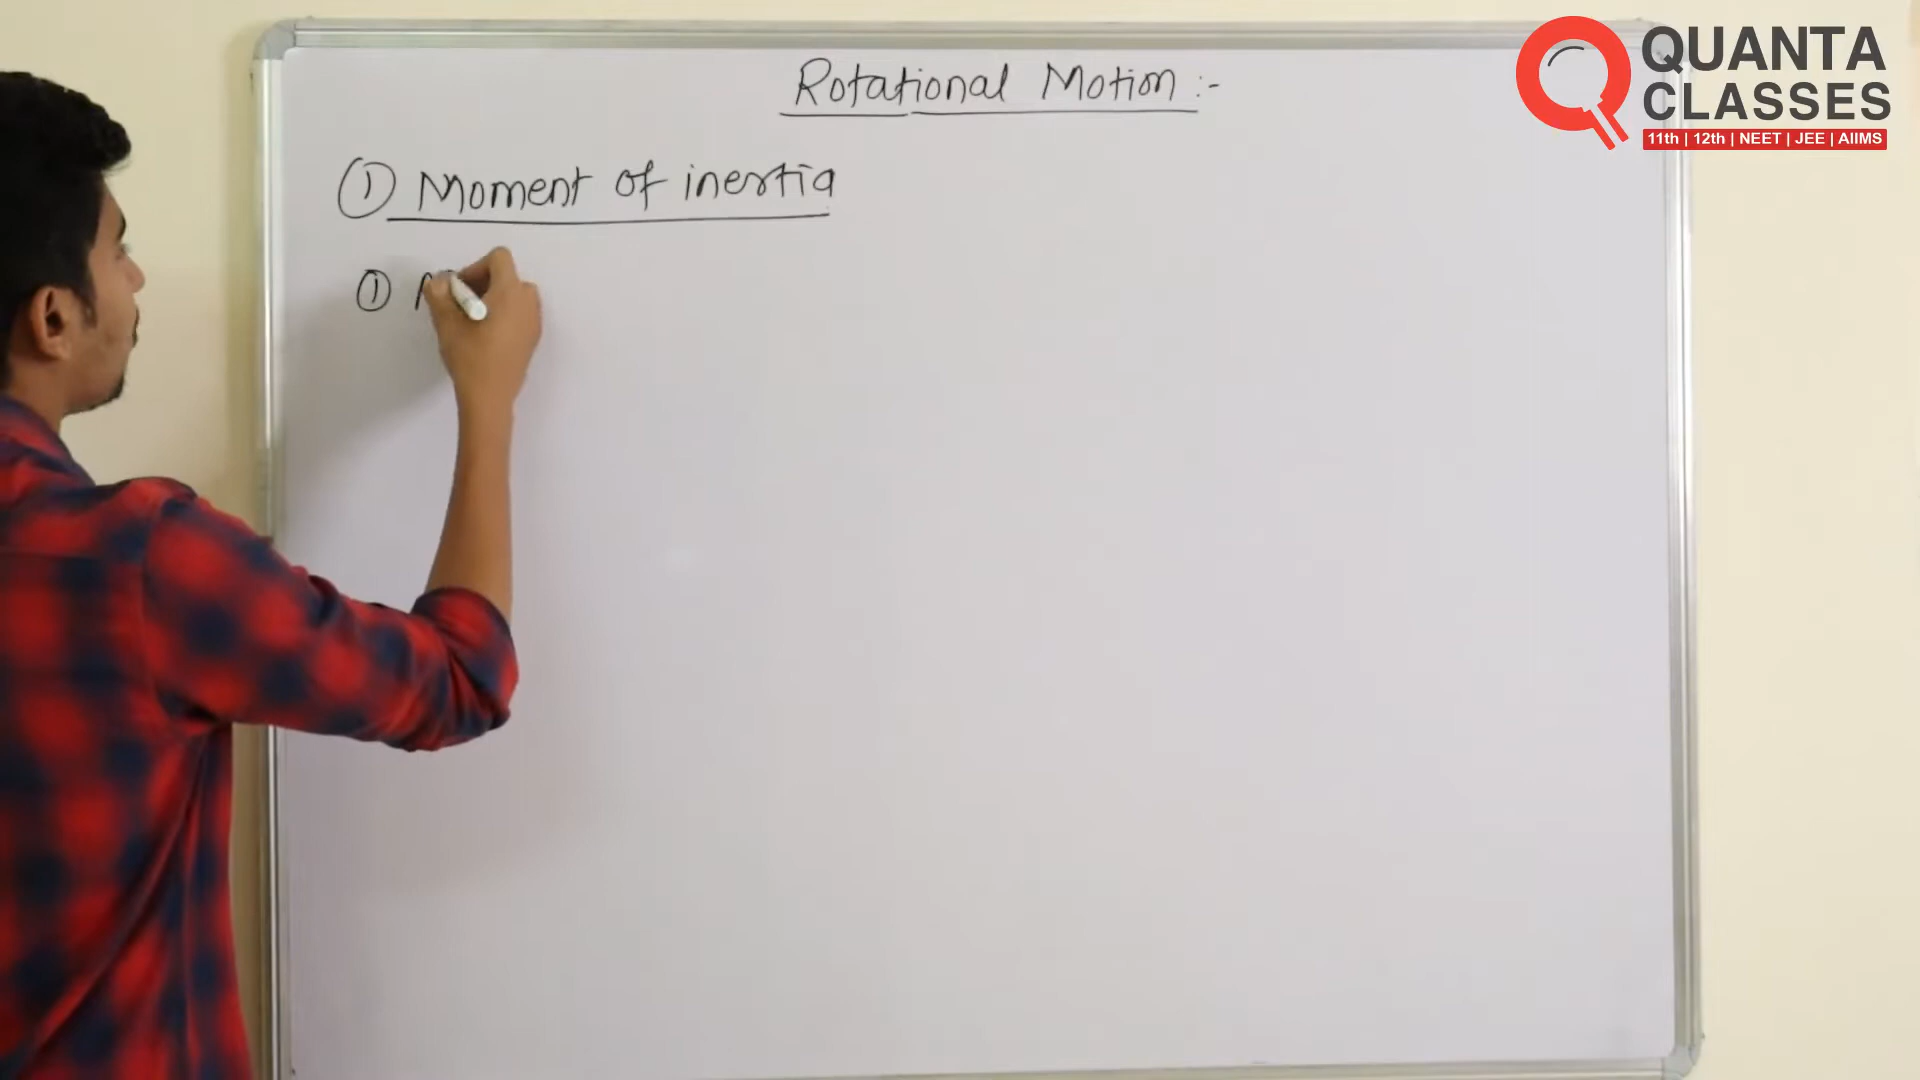 QUANTA
CLASSES
11th | 12th | NEET | JEE | AIIMS
Rotational Motion :-
① Moment of inertia
①